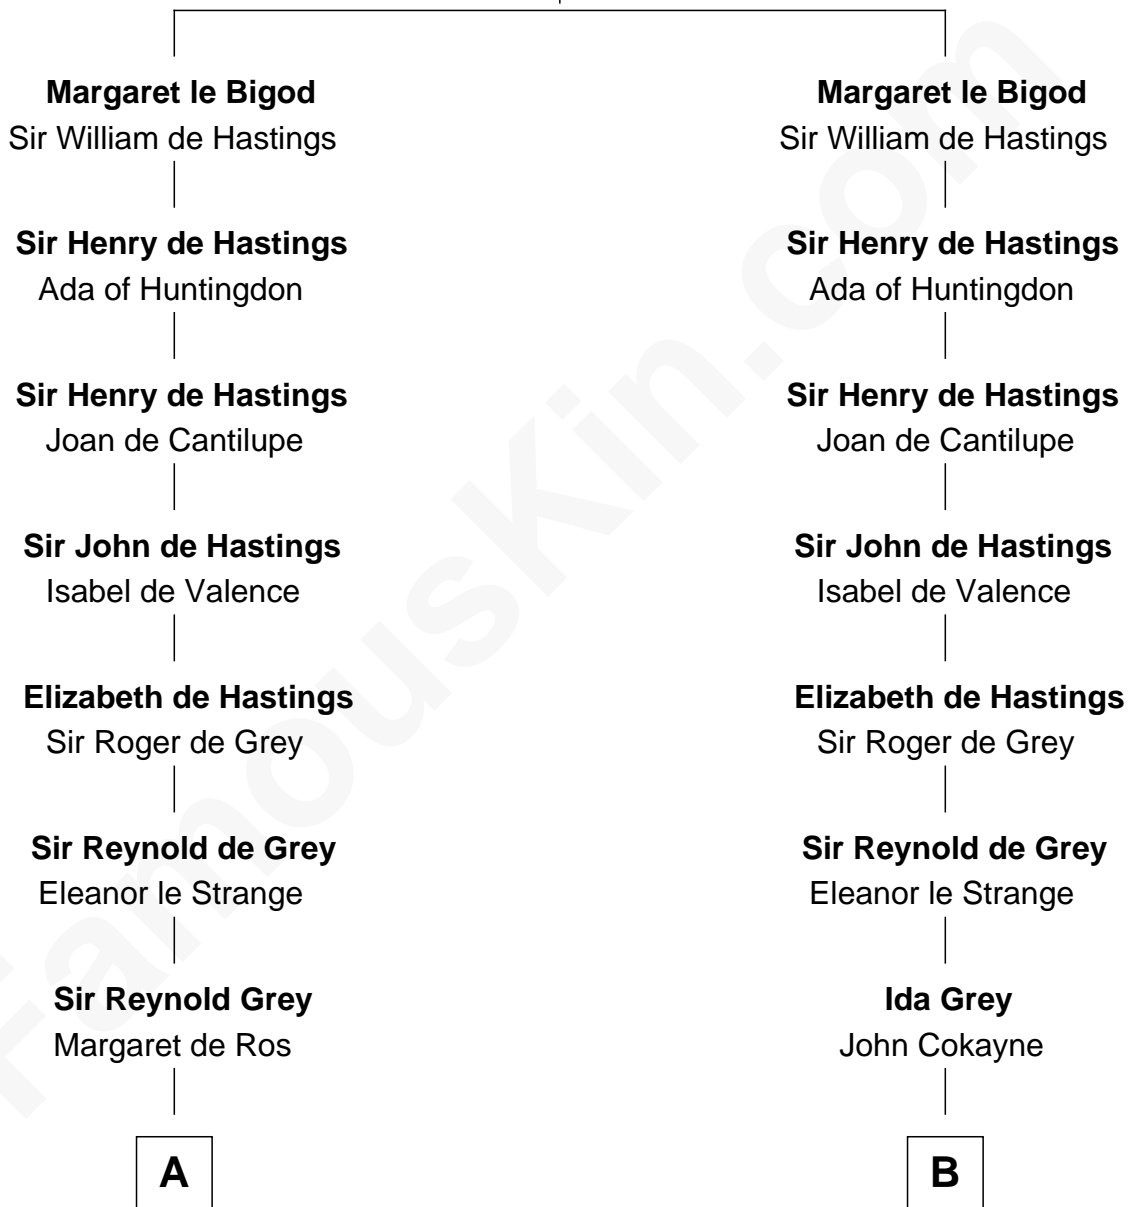 Margaret le Bigod
Sir William de Hastings
Sir Henry de Hastings
Ada of Huntingdon
Sir Henry de Hastings
Joan de Cantilupe
Sir John de Hastings
Isabel de Valence
Elizabeth de Hastings
Sir Roger de Grey
Sir Reynold de Grey
Eleanor le Strange
Sir Reynold Grey
Margaret de Ros
A
Margaret le Bigod
Sir William de Hastings
Sir Henry de Hastings
Ada of Huntingdon
Sir Henry de Hastings
Joan de Cantilupe
Sir John de Hastings
Isabel de Valence
Elizabeth de Hastings
Sir Roger de Grey
Sir Reynold de Grey
Eleanor le Strange
Ida Grey
John Cokayne
B
FamousKin.com